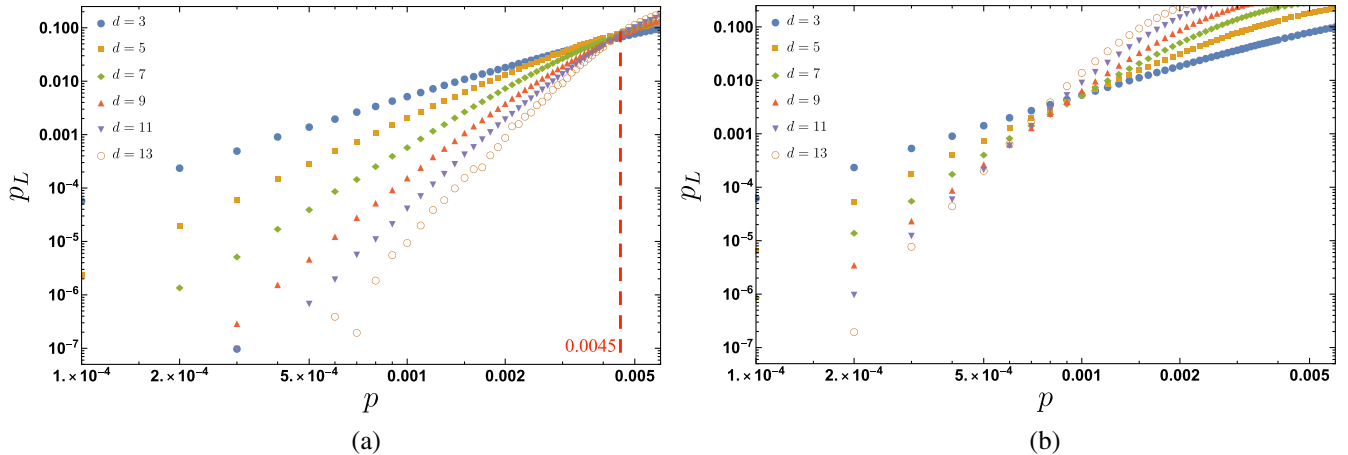 0.100
0.010
0.001
10⁻⁴
10⁻⁵
10⁻⁶
10⁻⁷
p_L
d = 3
d = 5
d = 7
d = 9
d = 11
d = 13
0.0045
1.×10⁻⁴ 2.×10⁻⁴ 5.×10⁻⁴ 0.001 0.002 0.005
p
(a)
0.100
0.010
0.001
10⁻⁴
10⁻⁵
10⁻⁶
10⁻⁷
p_L
d = 3
d = 5
d = 7
d = 9
d = 11
d = 13
1.×10⁻⁴ 2.×10⁻⁴ 5.×10⁻⁴ 0.001 0.002 0.005
p
(b)